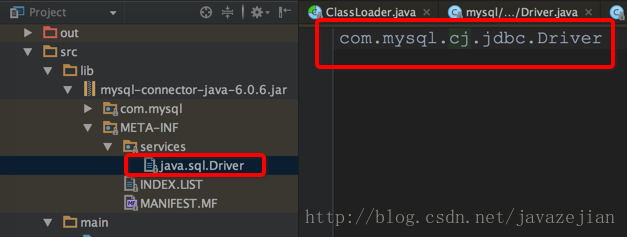 Project
out
src
lib
mysql-connector-java-6.0.6.jar
com.mysql
META-INF
services
java.sql.Driver
INDEX.LIST
MANIFEST.MF
main
ClassLoader.java
mysql/.../Driver.java
com.mysql.cj.jdbc.Driver
http://blog.csdn.net/javazejian